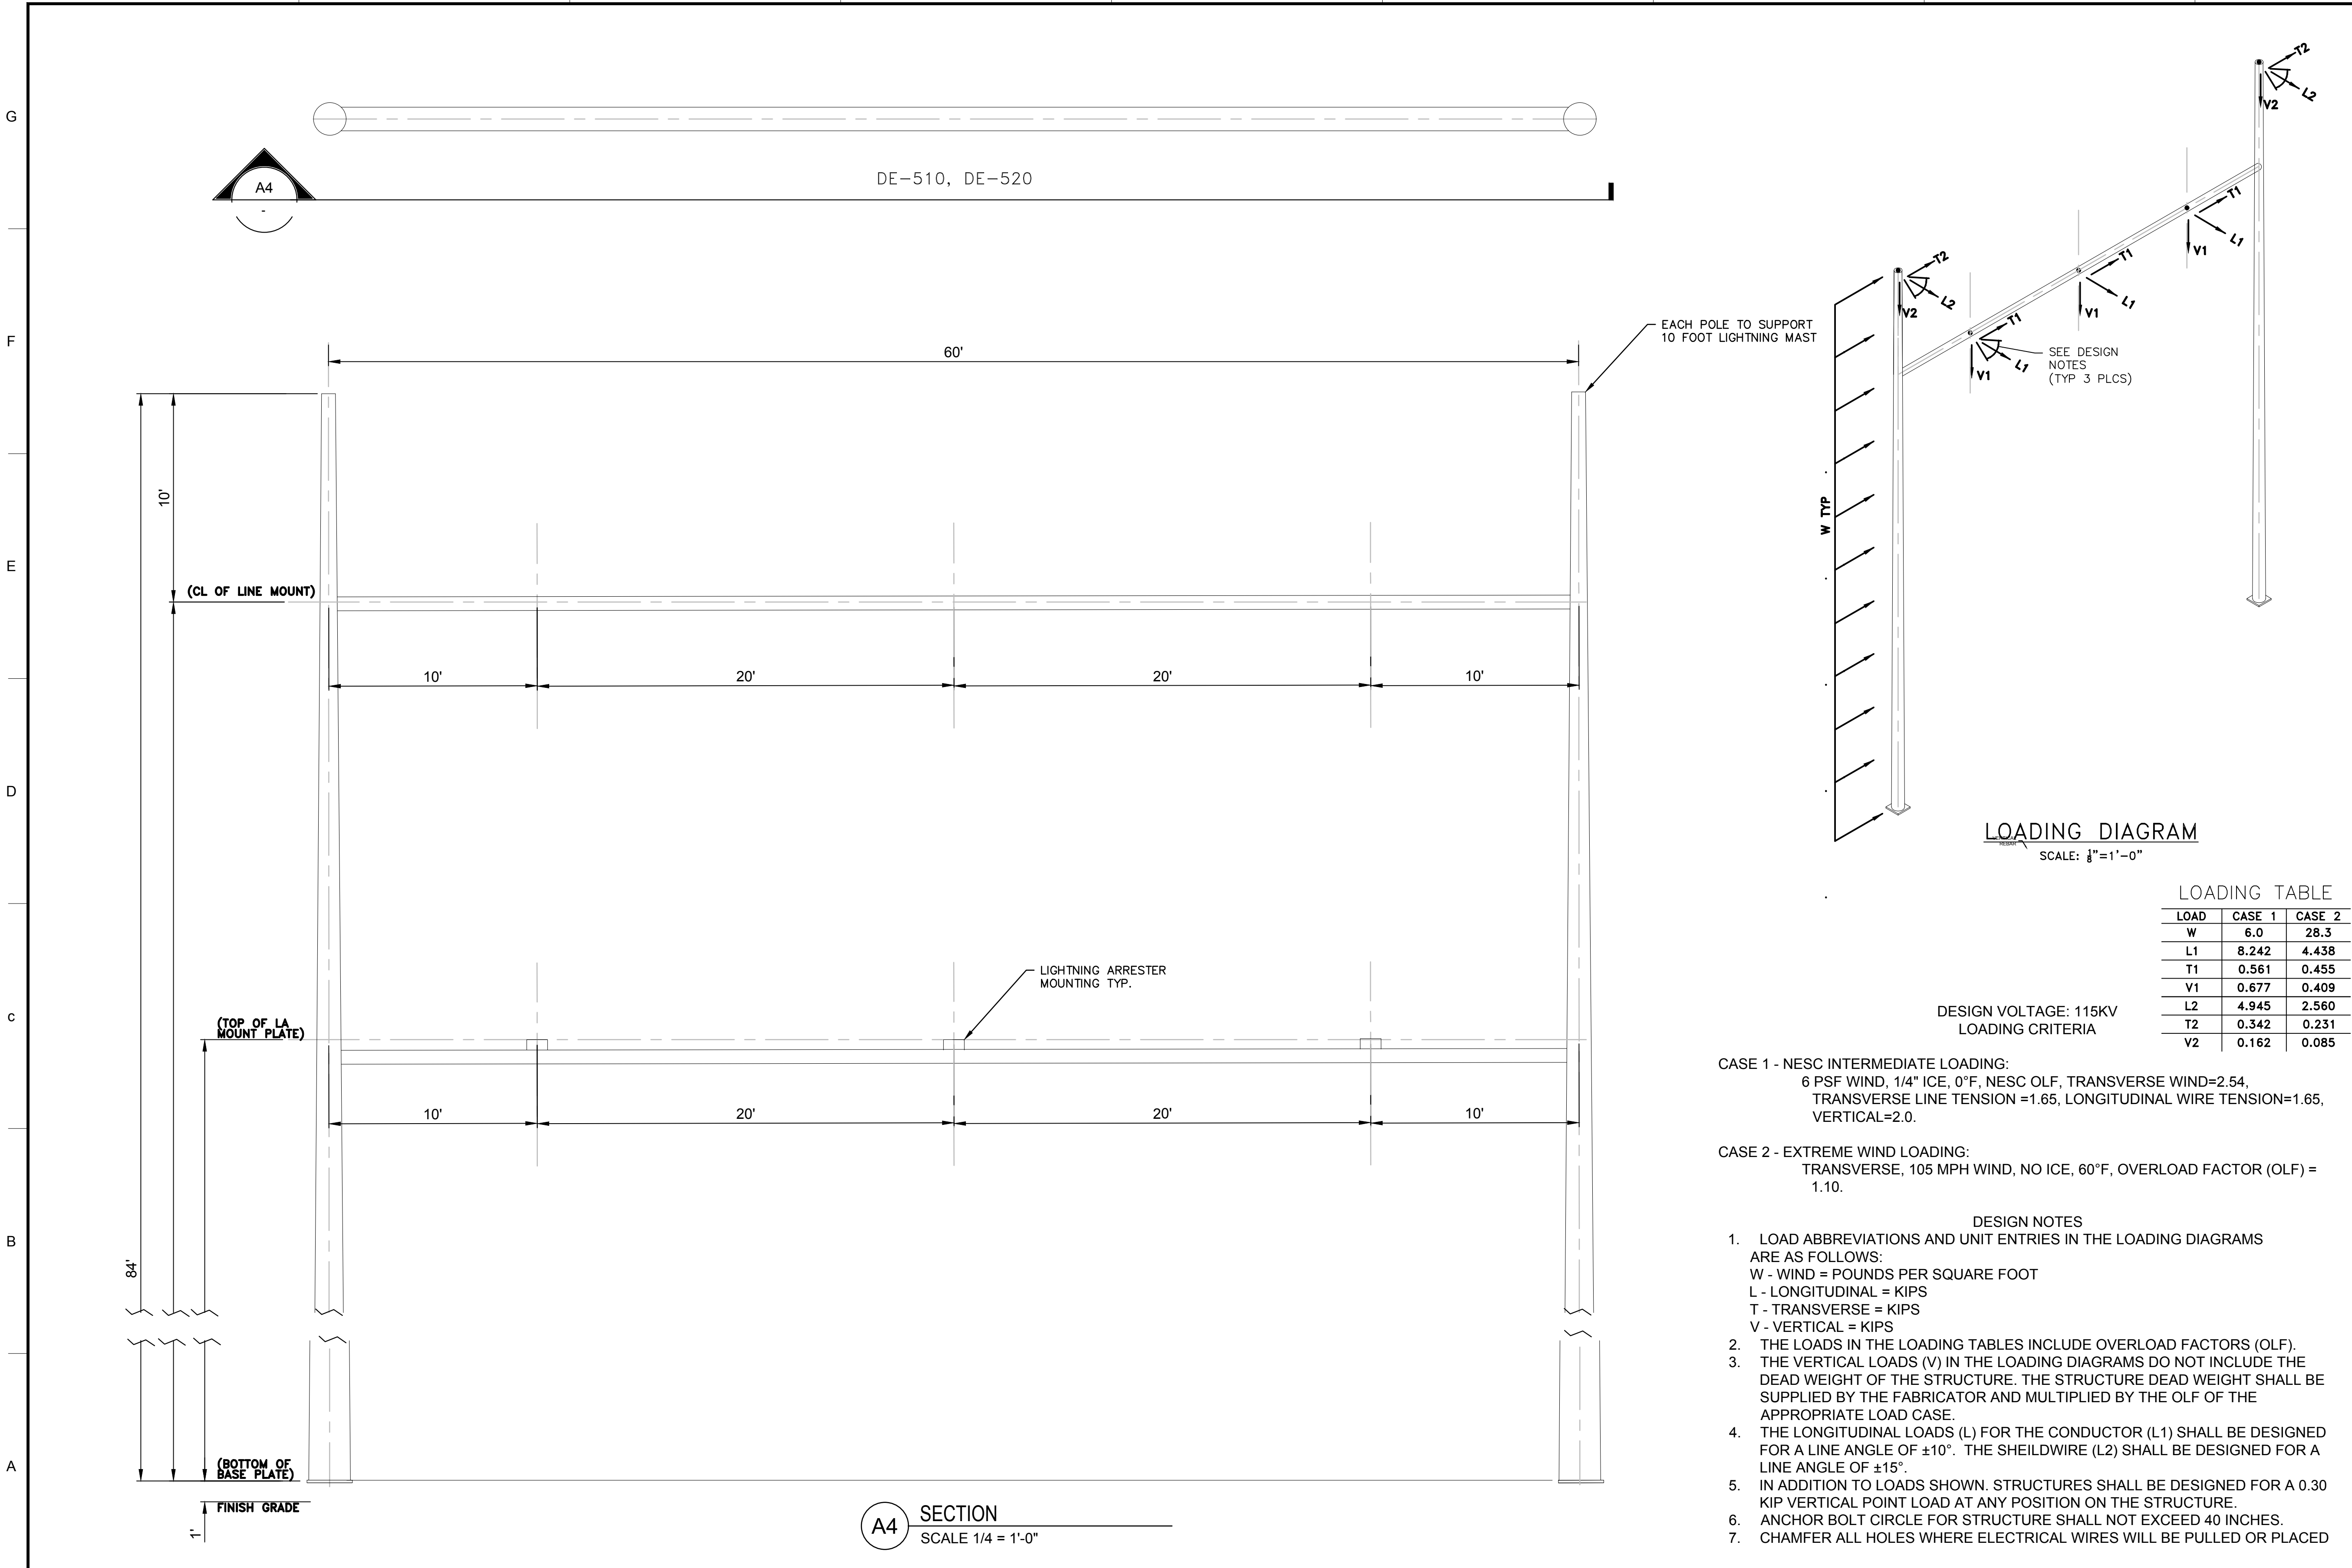 G
F
E
D
c
B
A
A4
-
DE-510, DE-520
60'
EACH POLE TO SUPPORT
10 FOOT LIGHTNING MAST
10'
(CL OF LINE MOUNT)
10'
20'
20'
10'
LIGHTNING ARRESTER
MOUNTING TYP.
(TOP OF LA
MOUNT PLATE)
10'
20'
20'
10'
84'
(BOTTOM OF
BASE PLATE)
FINISH GRADE
1'
A4
SECTION
SCALE 1/4 = 1'-0"
T2
L2
V2
T1
L1
V1
T1
L1
V1
T2
L2
V2
T1
L1
V1
SEE DESIGN
NOTES
(TYP 3 PLCS)
W TYP
LOADING DIAGRAM
REBAR
SCALE: 1/8"=1'-0"
LOADING TABLE
LOAD CASE 1 CASE 2
W 6.0 28.3
L1 8.242 4.438
T1 0.561 0.455
V1 0.677 0.409
L2 4.945 2.560
T2 0.342 0.231
V2 0.162 0.085
DESIGN VOLTAGE: 115KV
LOADING CRITERIA
CASE 1 - NESC INTERMEDIATE LOADING:
6 PSF WIND, 1/4" ICE, 0°F, NESC OLF, TRANSVERSE WIND=2.54,
TRANSVERSE LINE TENSION =1.65, LONGITUDINAL WIRE TENSION=1.65,
VERTICAL=2.0.
CASE 2 - EXTREME WIND LOADING:
TRANSVERSE, 105 MPH WIND, NO ICE, 60°F, OVERLOAD FACTOR (OLF) =
1.10.
DESIGN NOTES
1. LOAD ABBREVIATIONS AND UNIT ENTRIES IN THE LOADING DIAGRAMS
ARE AS FOLLOWS:
W - WIND = POUNDS PER SQUARE FOOT
L - LONGITUDINAL = KIPS
T - TRANSVERSE = KIPS
V - VERTICAL = KIPS
2. THE LOADS IN THE LOADING TABLES INCLUDE OVERLOAD FACTORS (OLF).
3. THE VERTICAL LOADS (V) IN THE LOADING DIAGRAMS DO NOT INCLUDE THE
DEAD WEIGHT OF THE STRUCTURE. THE STRUCTURE DEAD WEIGHT SHALL BE
SUPPLIED BY THE FABRICATOR AND MULTIPLIED BY THE OLF OF THE
APPROPRIATE LOAD CASE.
4. THE LONGITUDINAL LOADS (L) FOR THE CONDUCTOR (L1) SHALL BE DESIGNED
FOR A LINE ANGLE OF ±10°. THE SHEILDWIRE (L2) SHALL BE DESIGNED FOR A
LINE ANGLE OF ±15°.
5. IN ADDITION TO LOADS SHOWN. STRUCTURES SHALL BE DESIGNED FOR A 0.30
KIP VERTICAL POINT LOAD AT ANY POSITION ON THE STRUCTURE.
6. ANCHOR BOLT CIRCLE FOR STRUCTURE SHALL NOT EXCEED 40 INCHES.
7. CHAMFER ALL HOLES WHERE ELECTRICAL WIRES WILL BE PULLED OR PLACED